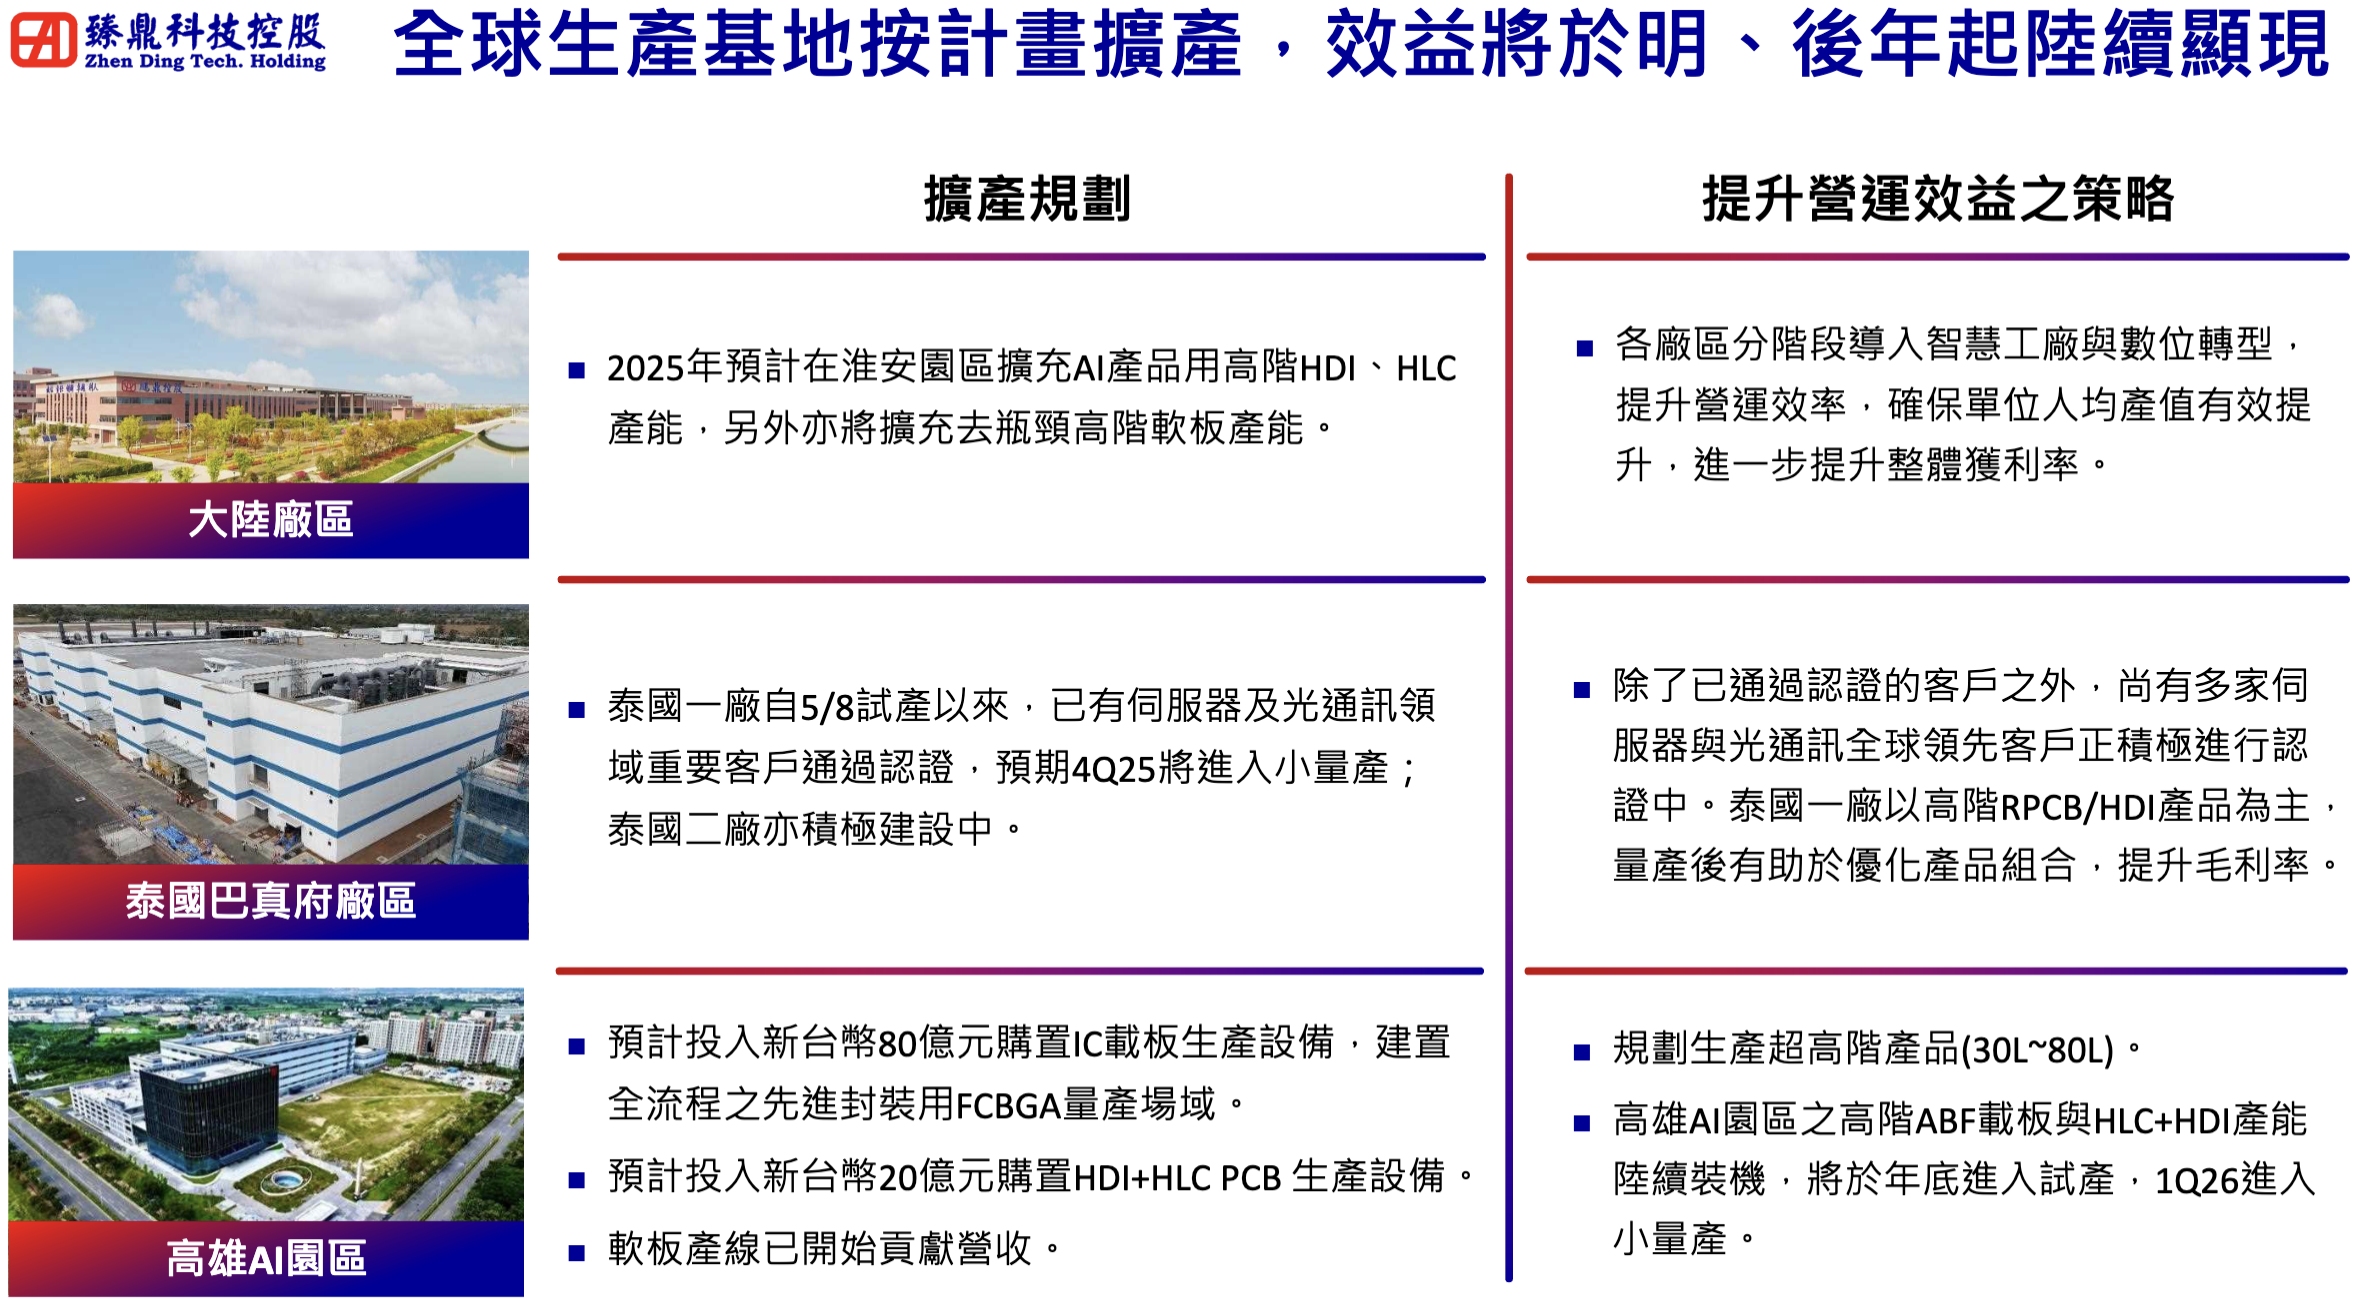 臻鼎科技控股
Zhen Ding Tech. Holding
全球生產基地按計畫擴產，效益將於明、後年起陸續顯現
擴產規劃
提升營運效益之策略
大陸廠區
■ 2025年預計在淮安園區擴充AI產品用高階HDI、HLC
產能，另外亦將擴充去瓶頸高階軟板產能。
■ 各廠區分階段導入智慧工廠與數位轉型，
提升營運效率，確保單位人均產值有效提
升，進一步提升整體獲利率。
泰國巴真府廠區
■ 泰國一廠自5/8試產以來，已有伺服器及光通訊領
域重要客戶通過認證，預期4Q25將進入小量產；
泰國二廠亦積極建設中。
■ 除了已通過認證的客戶之外，尚有多家伺
服器與光通訊全球領先客戶正積極進行認
證中。泰國一廠以高階RPCB/HDI產品為主，
量產後有助於優化產品組合，提升毛利率。
高雄AI園區
■ 預計投入新台幣80億元購置IC載板生產設備，建置
全流程之先進封裝用FCBGA量產場域。
■ 預計投入新台幣20億元購置HDI+HLC PCB 生產設備。
■ 軟板產線已開始貢獻營收。
■ 規劃生產超高階產品(30L~80L)。
■ 高雄AI園區之高階ABF載板與HLC+HDI產能
陸續裝機，將於年底進入試產，1Q26進入
小量產。